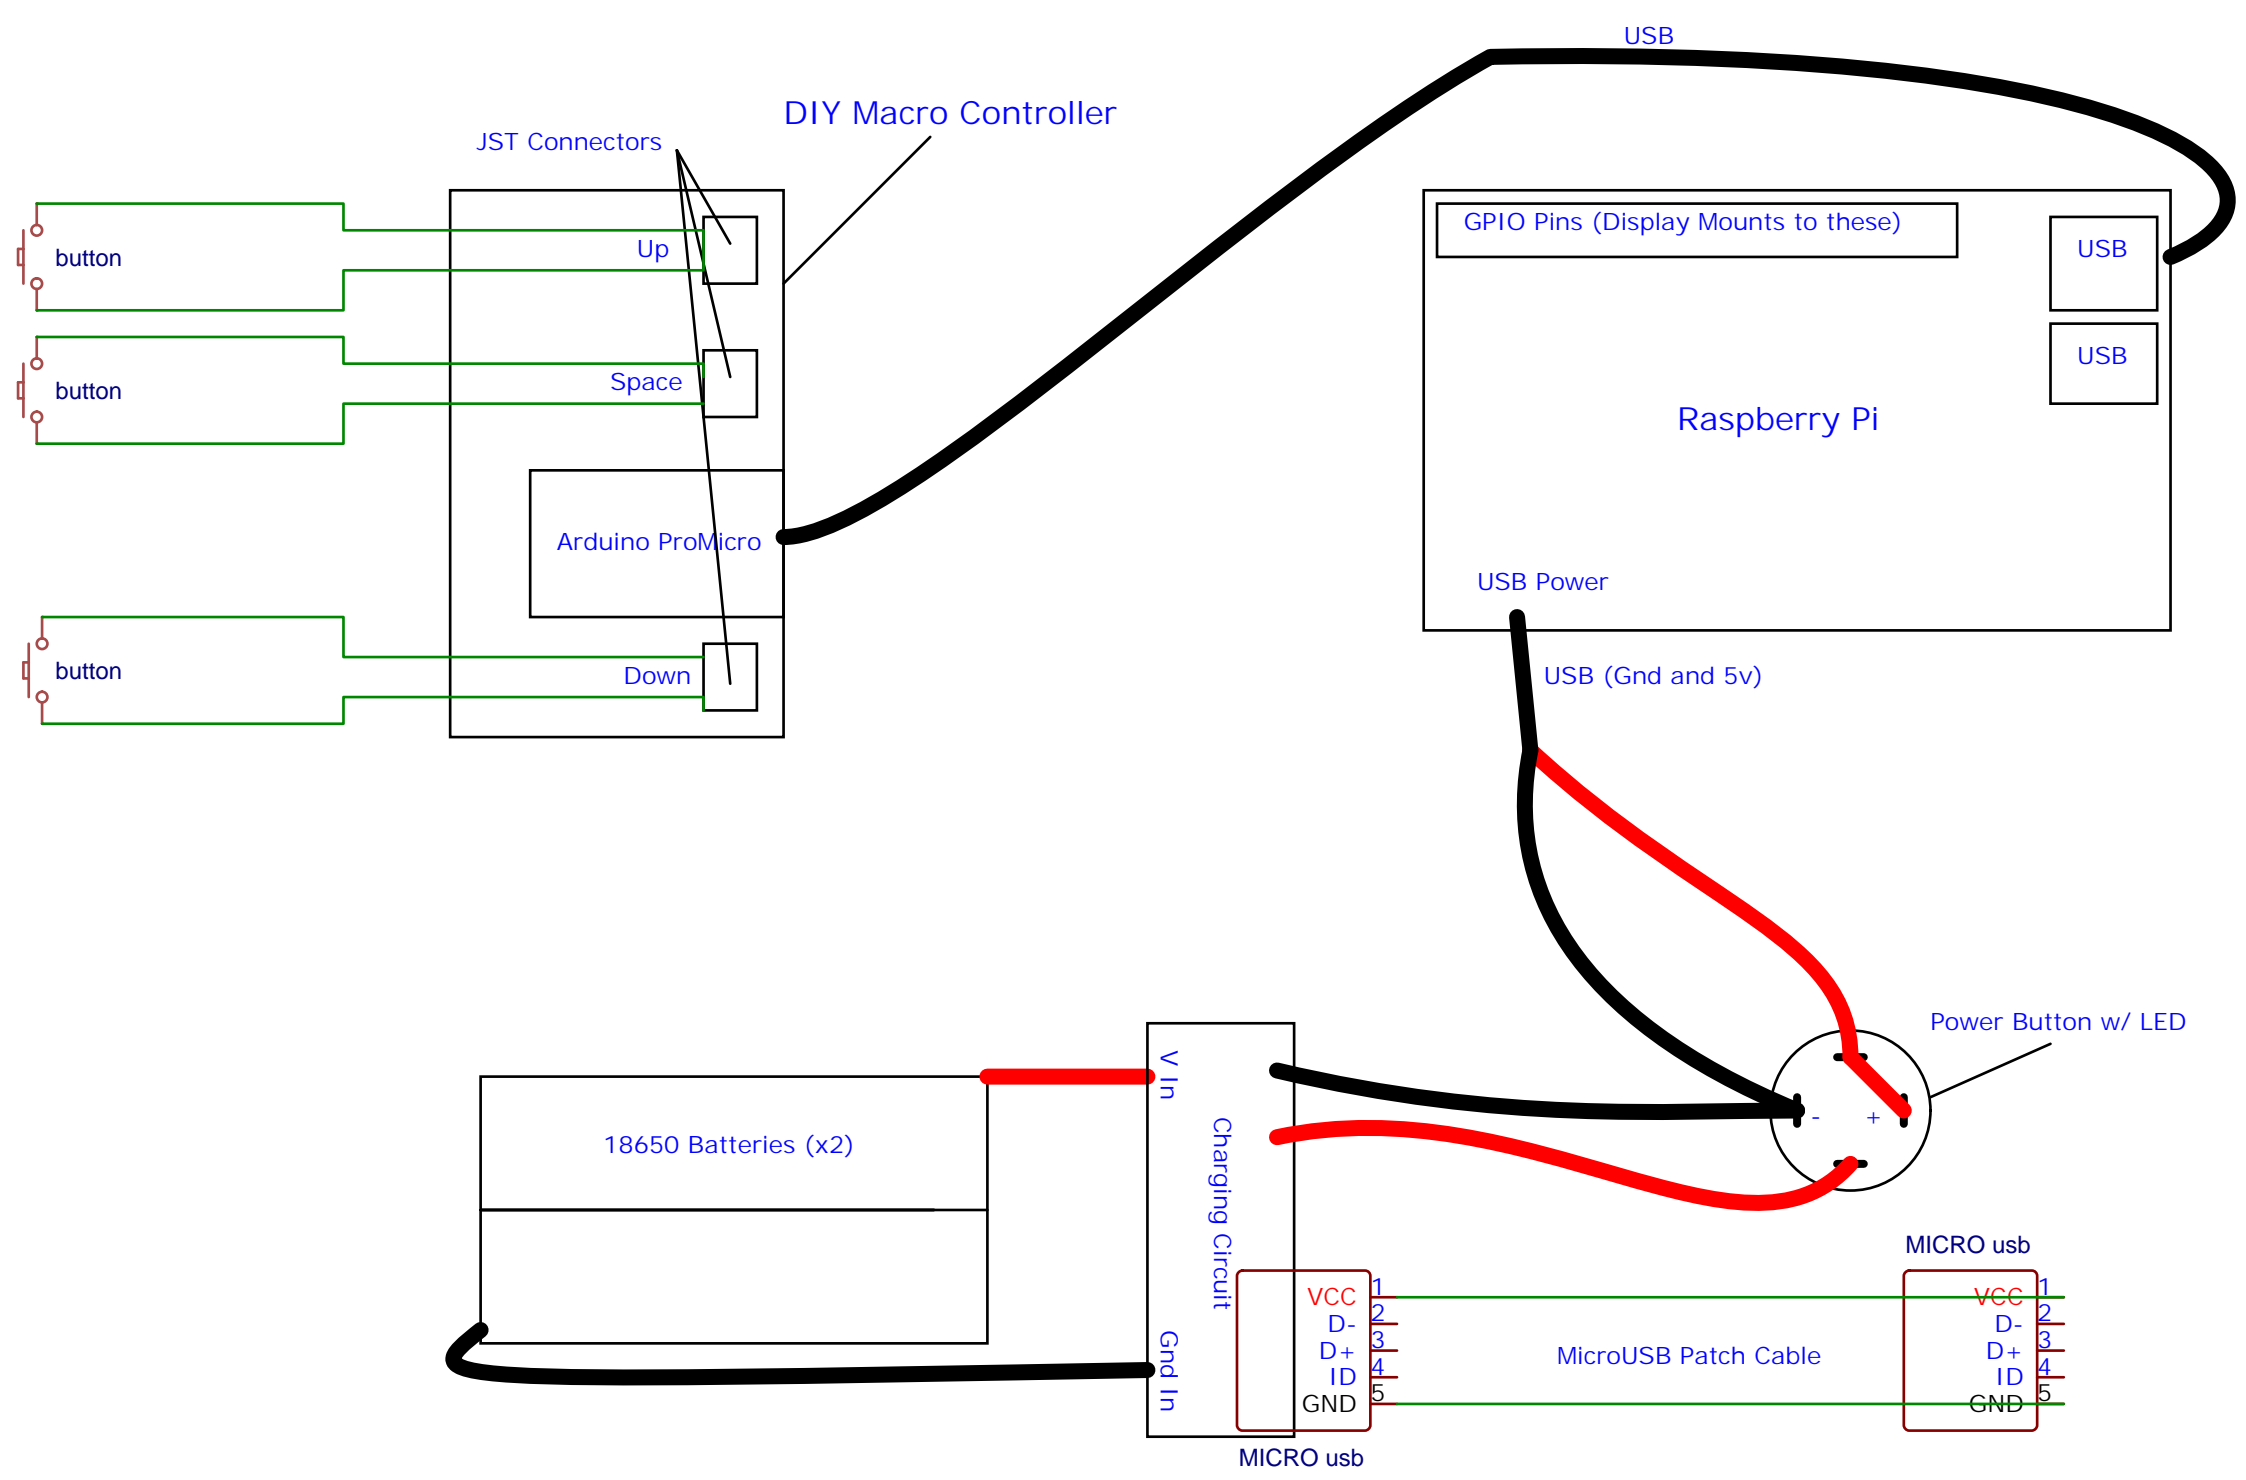 USB
DIY Macro Controller
JST Connectors
button
Up
GPIO Pins (Display Mounts to these)
USB
button
Space
USB
Raspberry Pi
Arduino ProMicro
USB Power
button
Down
USB (Gnd and 5v)
Power Button w/ LED
V In
18650 Batteries (x2)
Charging Circuit
- +
Gnd In
MICRO usb
VCC 1
D- 2
D+ 3
ID 4
GND 5
MicroUSB Patch Cable
VCC 1
D- 2
D+ 3
ID 4
GND 5
MICRO usb